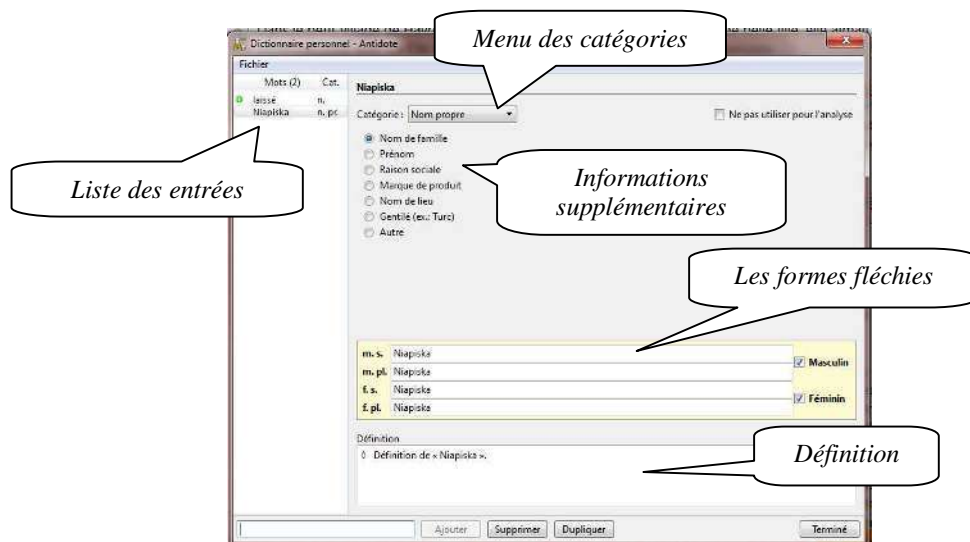 Dictionnaire personnel - Antidote
Menu des catégories
Fichier
Mots (2) Cat.
laissé n.
Niapiska n. pr.
Niapiska
Catégorie : Nom propre
Ne pas utiliser pour l'analyse
Nom de famille
Prénom
Raison sociale
Marque de produit
Nom de lieu
Gentilé (ex.: Turc)
Autre
Liste des entrées
Informations
supplémentaires
Les formes fléchies
m. s. Niapiska
m. pl. Niapiska
Masculin
f. s. Niapiska
f. pl. Niapiska
Féminin
Définition
Définition de « Niapiska ».
Définition
Ajouter Supprimer Dupliquer Terminé